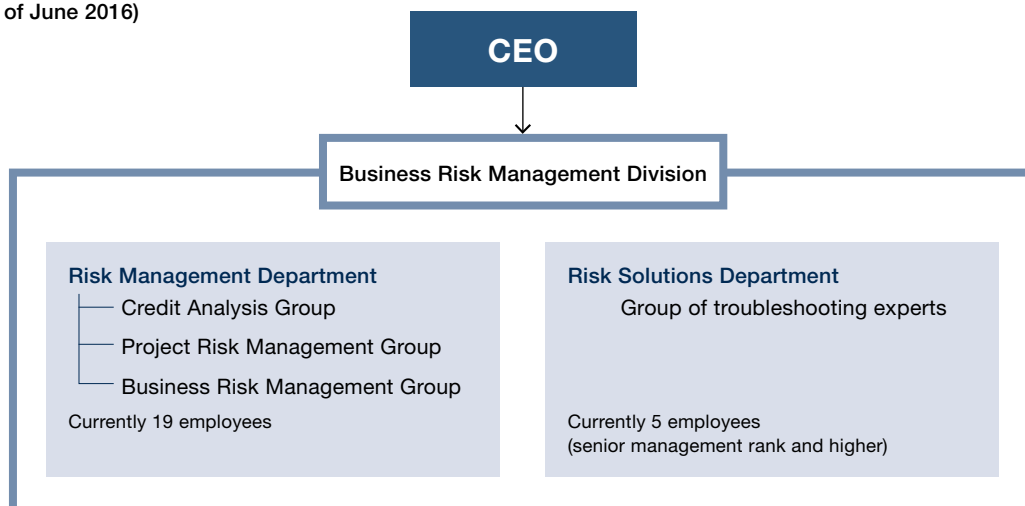 of June 2016)
CEO
Business Risk Management Division
Risk Management Department
Credit Analysis Group
Project Risk Management Group
Business Risk Management Group
Currently 19 employees
Risk Solutions Department
Group of troubleshooting experts
Currently 5 employees
(senior management rank and higher)